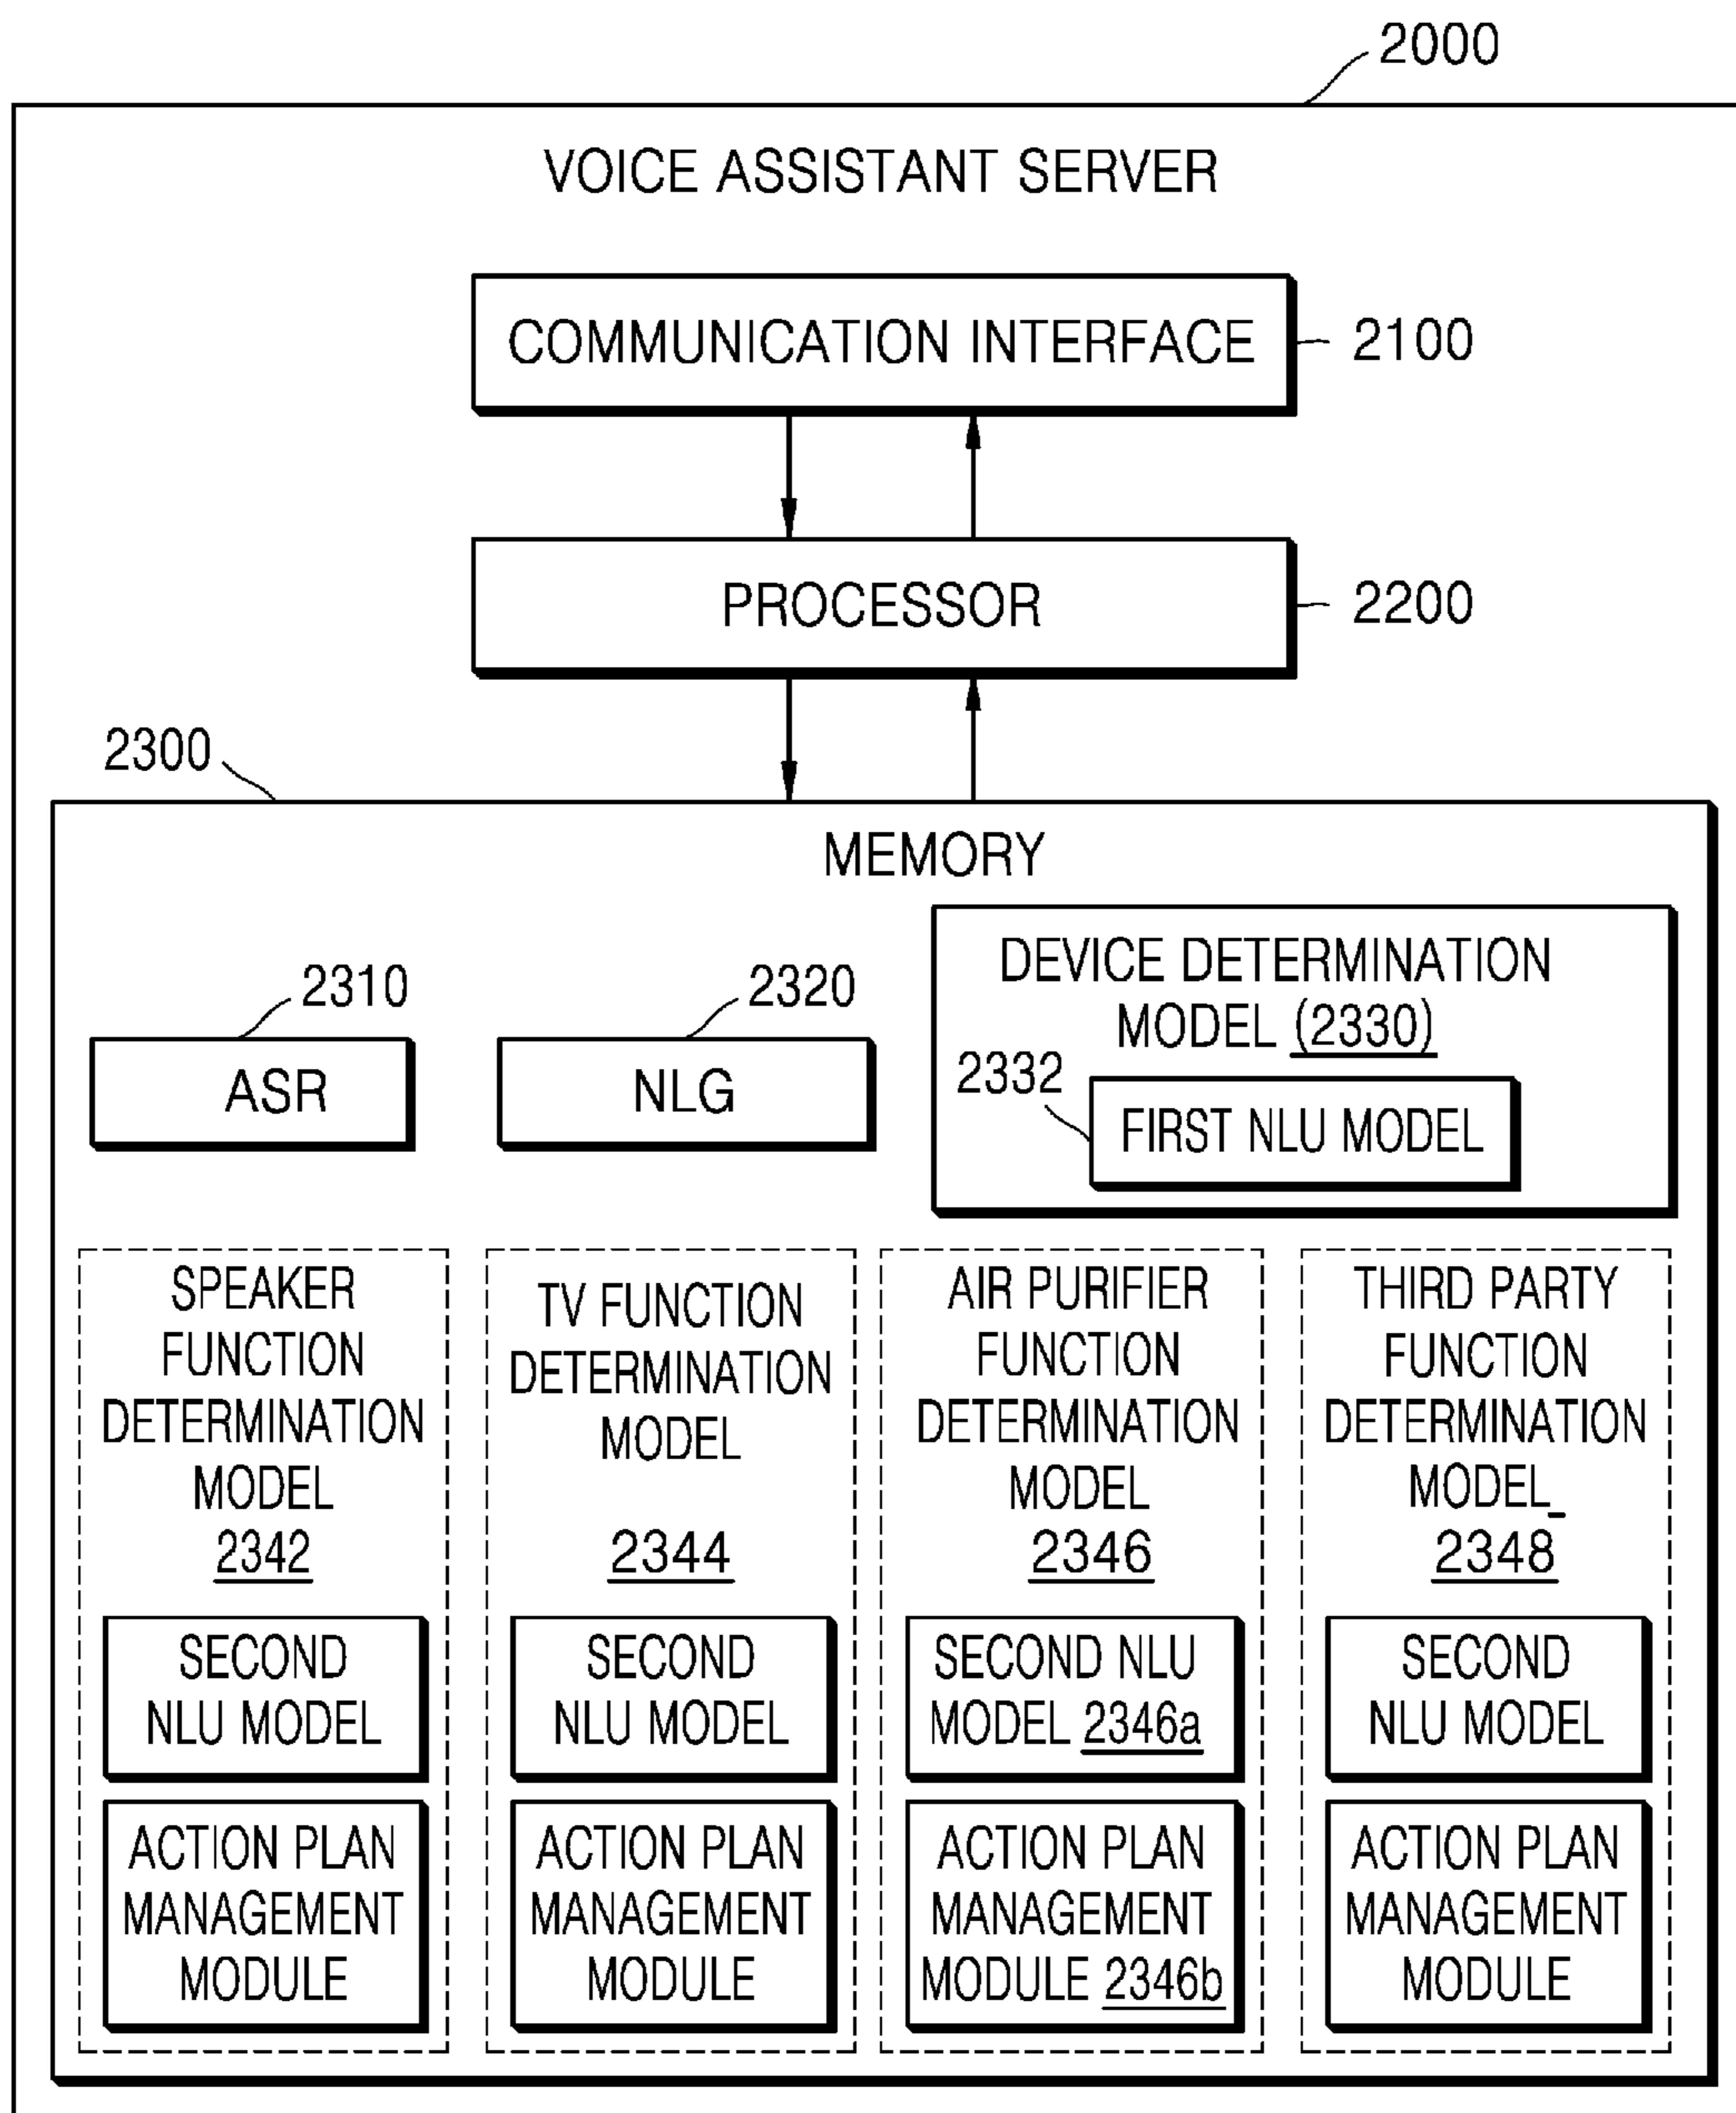 2000
VOICE ASSISTANT SERVER
COMMUNICATION INTERFACE
2100
PROCESSOR
2200
2300
MEMORY
2310
ASR
2320
NLG
DEVICE DETERMINATION
MODEL (2330)
2332
FIRST NLU MODEL
SPEAKER
FUNCTION
DETERMINATION
MODEL
2342
SECOND
NLU MODEL
ACTION PLAN
MANAGEMENT
MODULE
TV FUNCTION
DETERMINATION
MODEL
2344
SECOND
NLU MODEL
ACTION PLAN
MANAGEMENT
MODULE
AIR PURIFIER
FUNCTION
DETERMINATION
MODEL
2346
SECOND NLU
MODEL 2346a
ACTION PLAN
MANAGEMENT
MODULE 2346b
THIRD PARTY
FUNCTION
DETERMINATION
MODEL
2348
SECOND
NLU MODEL
ACTION PLAN
MANAGEMENT
MODULE